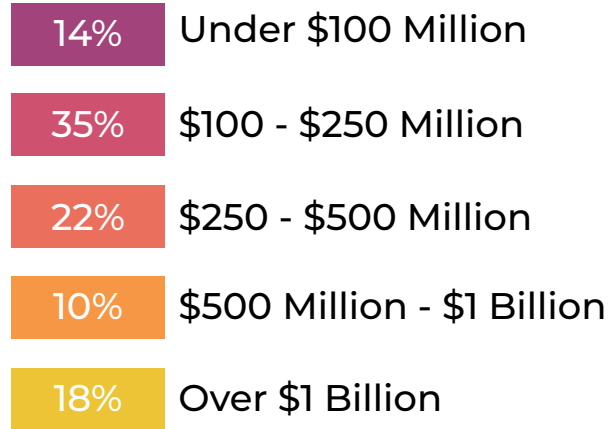 14% Under $100 Million
35% $100 - $250 Million
22% $250 - $500 Million
10% $500 Million - $1 Billion
18% Over $1 Billion